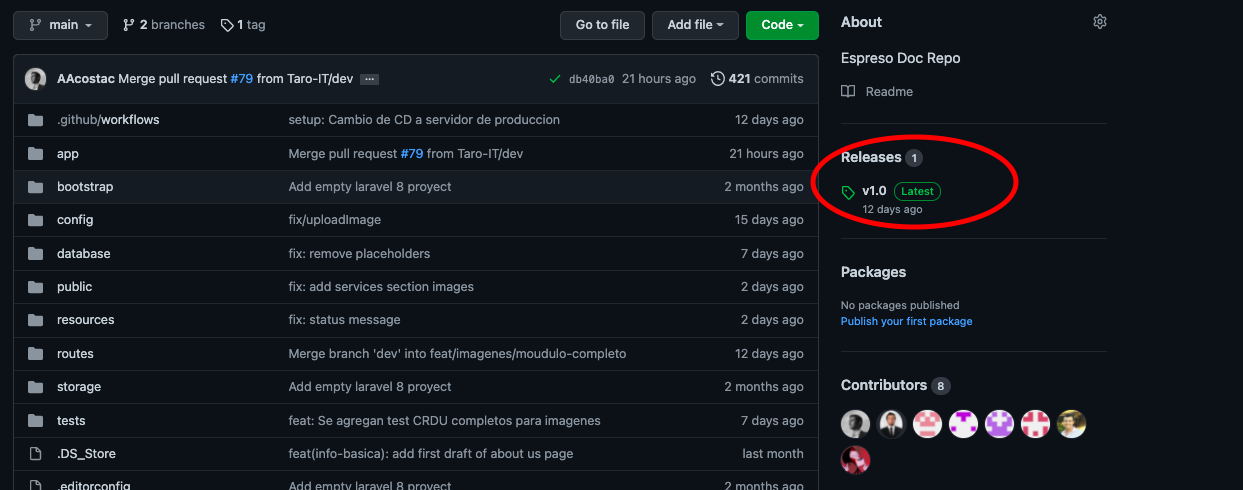 main 2 branches 1 tag Go to file Add file Code
AAcostac Merge pull request #79 from Taro-IT/dev ... db40ba0 21 hours ago 421 commits
.github/workflows setup: Cambio de CD a servidor de produccion 12 days ago
app Merge pull request #79 from Taro-IT/dev 21 hours ago
bootstrap Add empty laravel 8 proyect 2 months ago
config fix/uploadImage 15 days ago
database fix: remove placeholders 7 days ago
public fix: add services section images 2 days ago
resources fix: status message 2 days ago
routes Merge branch 'dev' into feat/imagenes/moudulo-completo 12 days ago
storage Add empty laravel 8 proyect 2 months ago
tests feat: Se agregan test CRDU completos para imagenes 7 days ago
.DS_Store feat(info-basica): add first draft of about us page last month
.editorconfig Add empty laravel 8 proyect 2 months ago
About
Espreso Doc Repo
Readme
Releases 1
v1.0 Latest
12 days ago
Packages
No packages published
Publish your first package
Contributors 8